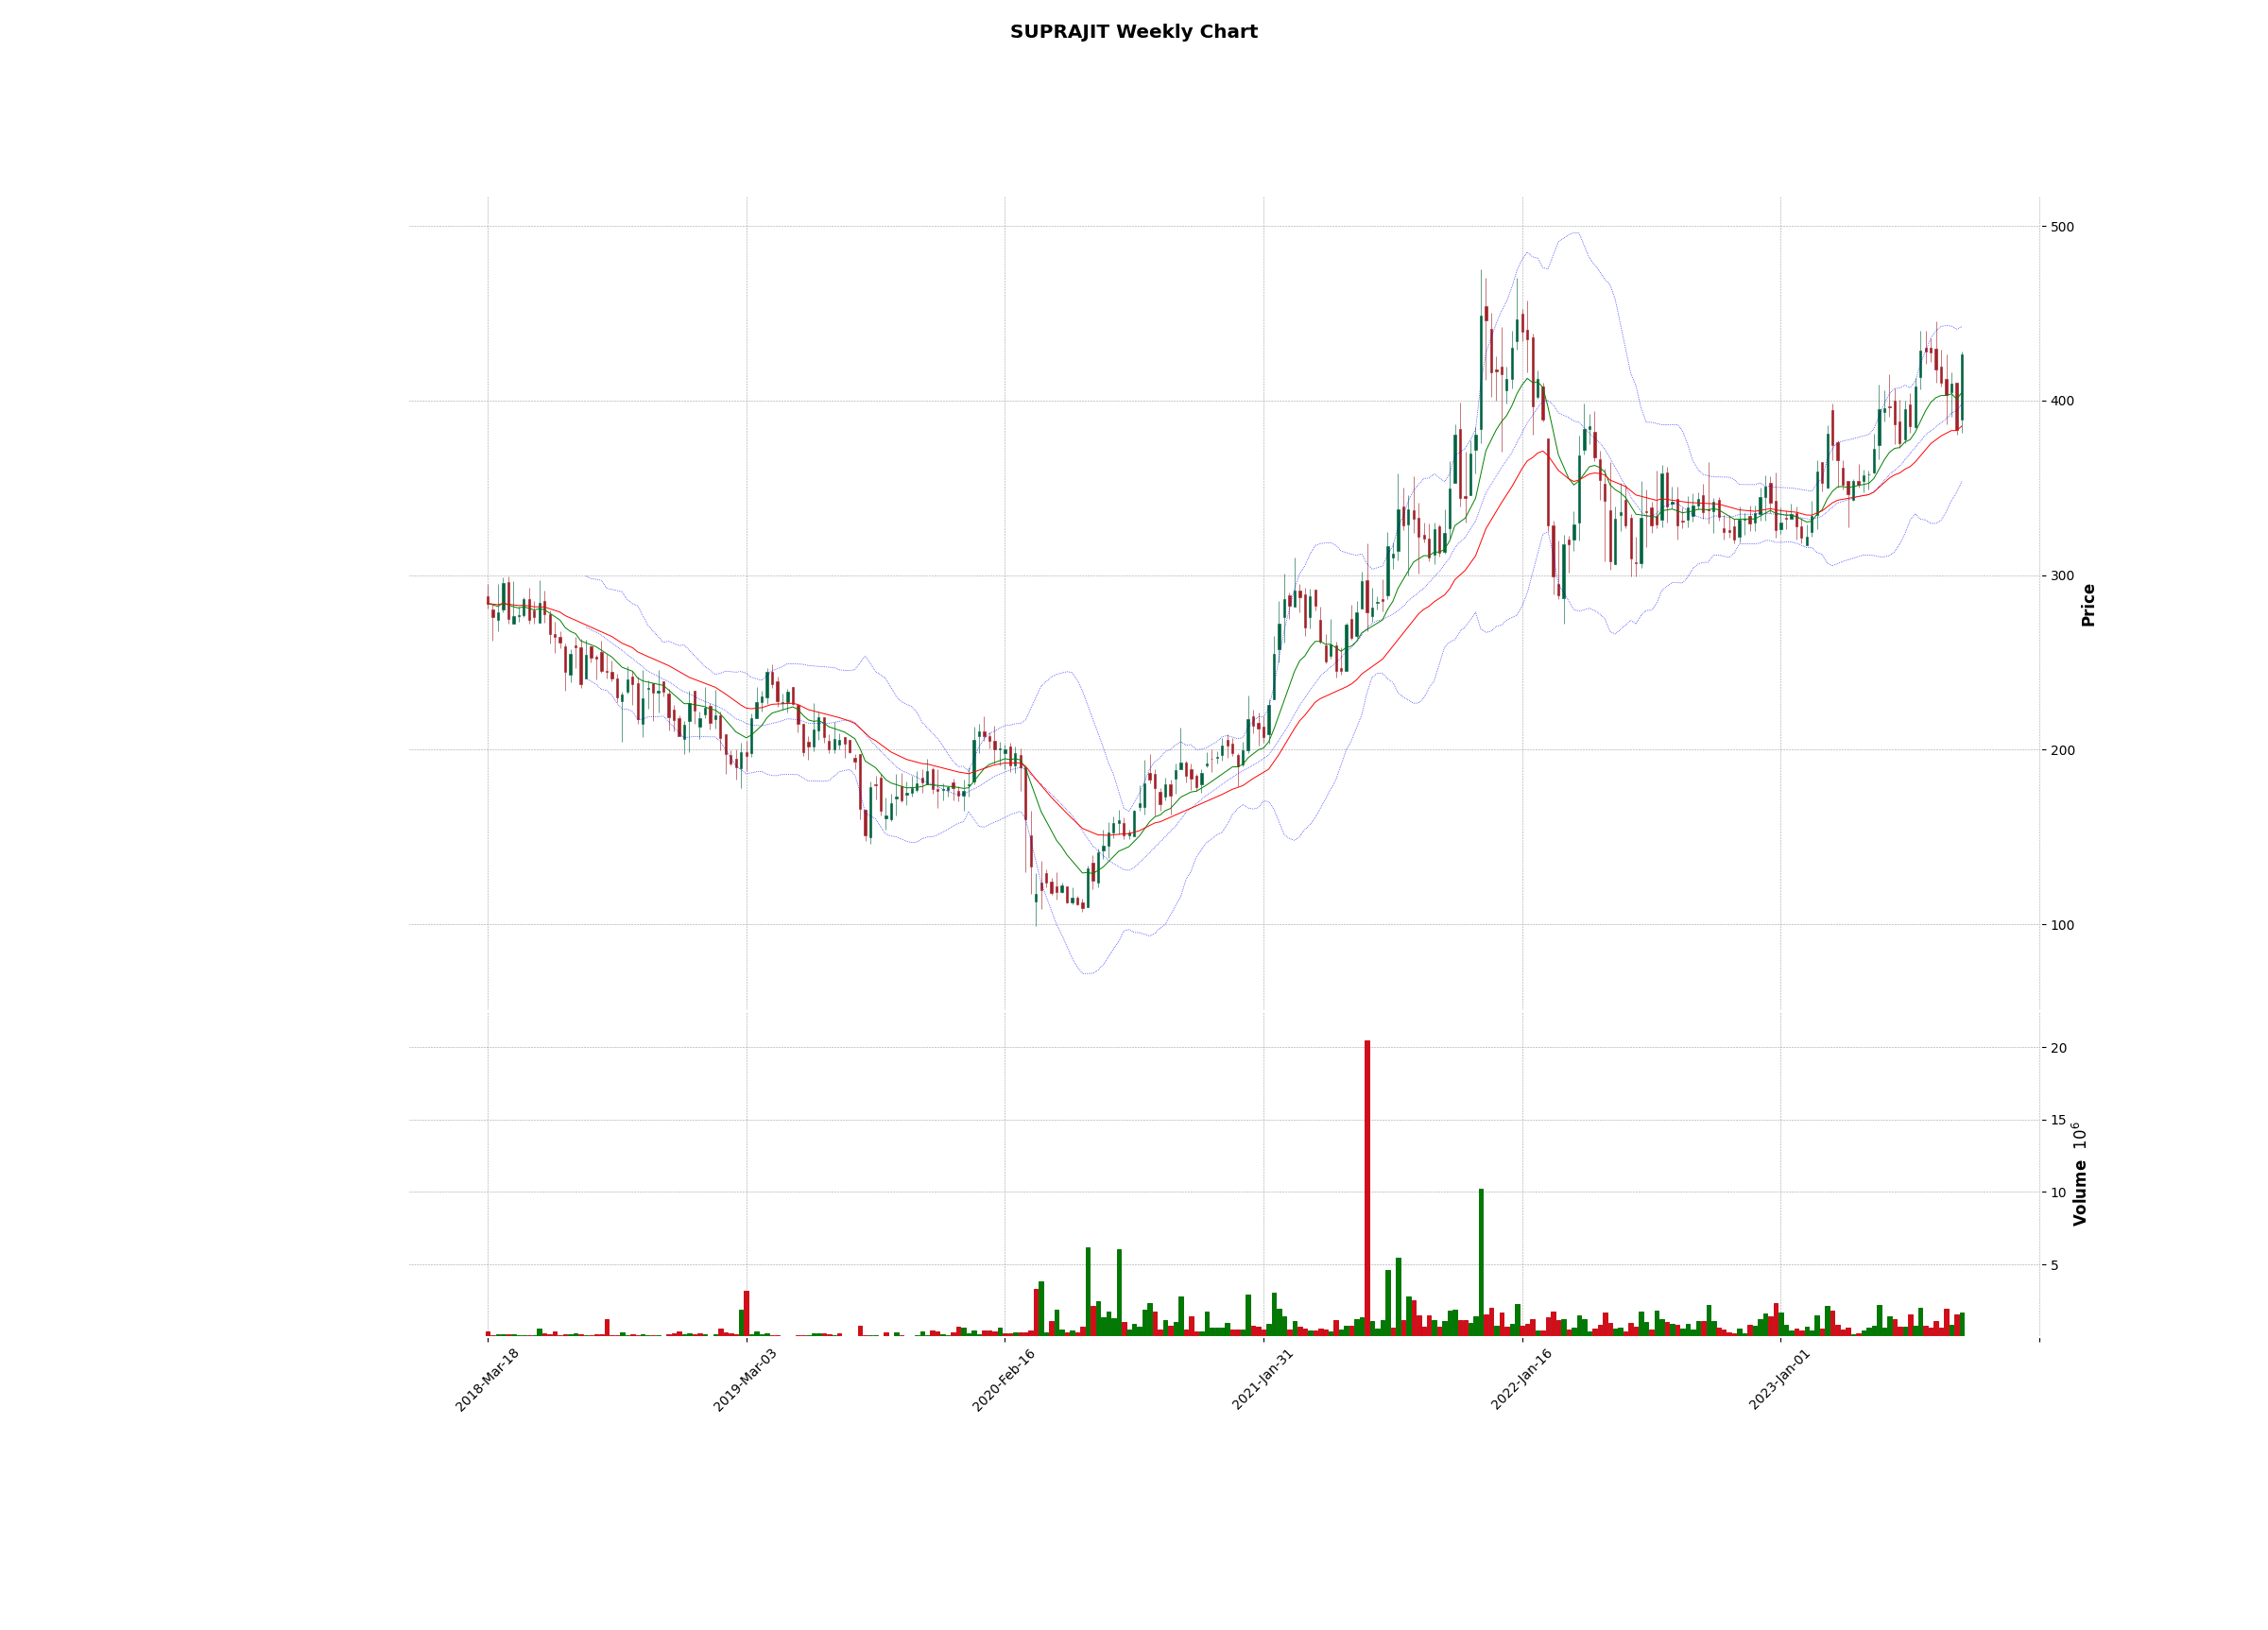 SUPRAJIT Weekly Chart
500
400
300
200
100
Price
20
15
10
5
Volume 10^6
2018-Mar-18
2019-Mar-03
2020-Feb-16
2021-Jan-31
2022-Jan-16
2023-Jan-01